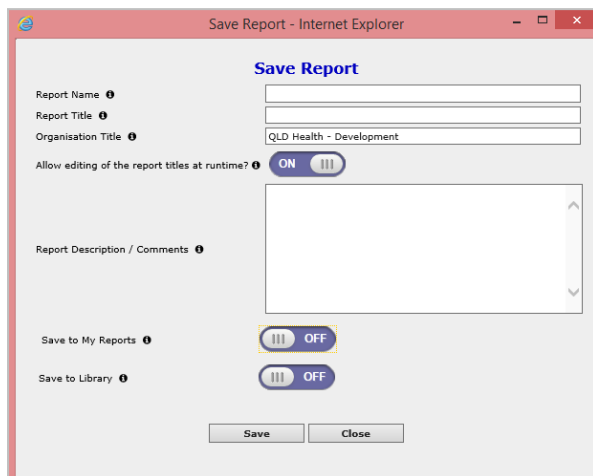 Save Report - Internet Explorer
Save Report
Report Name
Report Title
Organisation Title QLD Health - Development
Allow editing of the report titles at runtime? ON
Report Description / Comments
Save to My Reports OFF
Save to Library OFF
Save Close